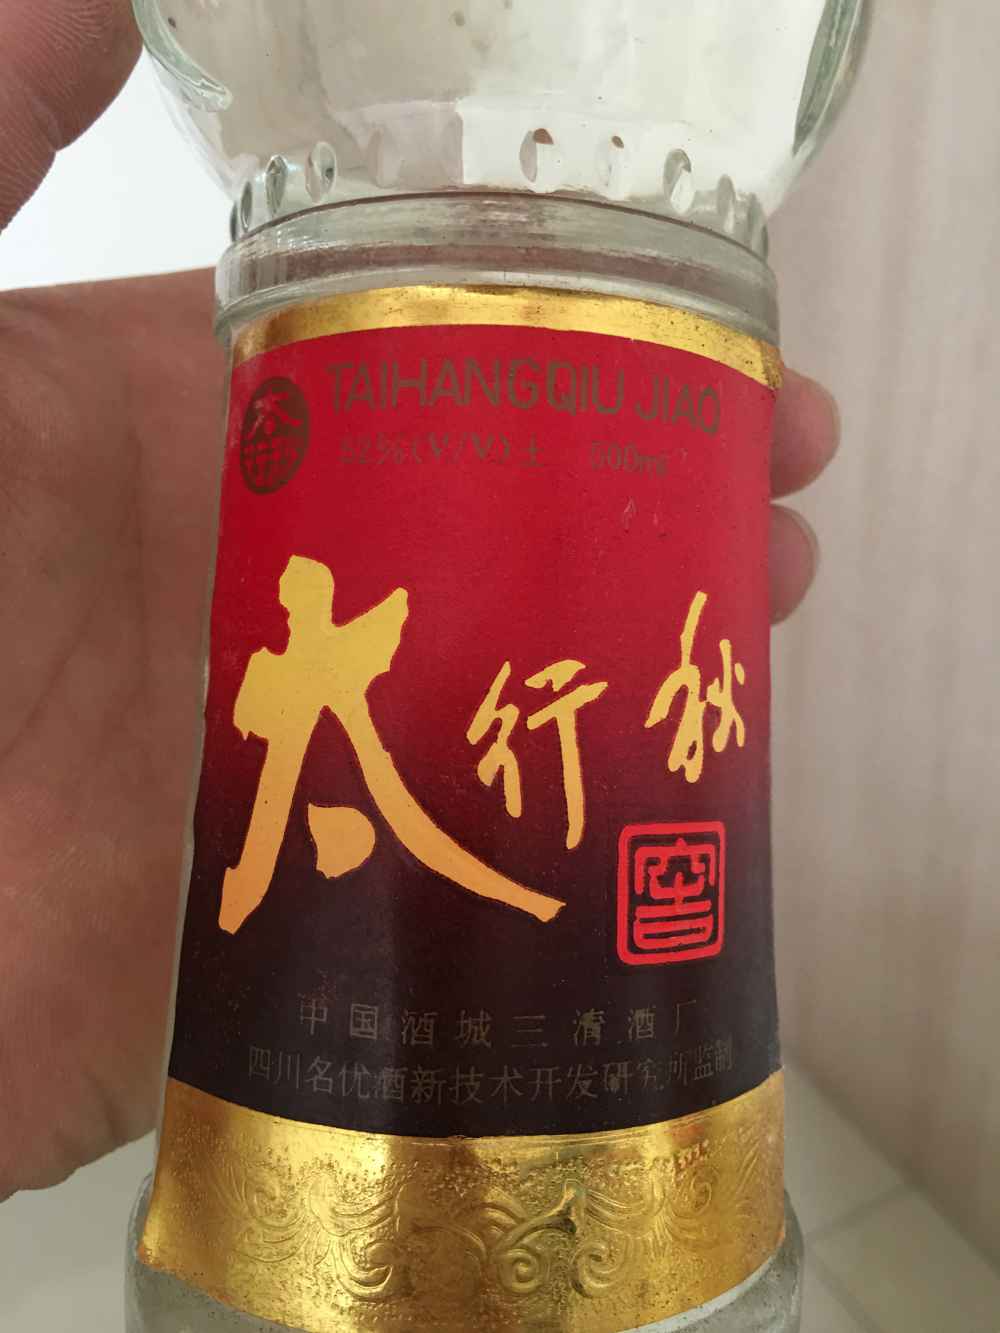 TAIHANGQIU JIAO
52%(V/V)± 500ml
太行秋
窖
中国酒城三清酒厂
四川名优酒新技术开发研究所监制